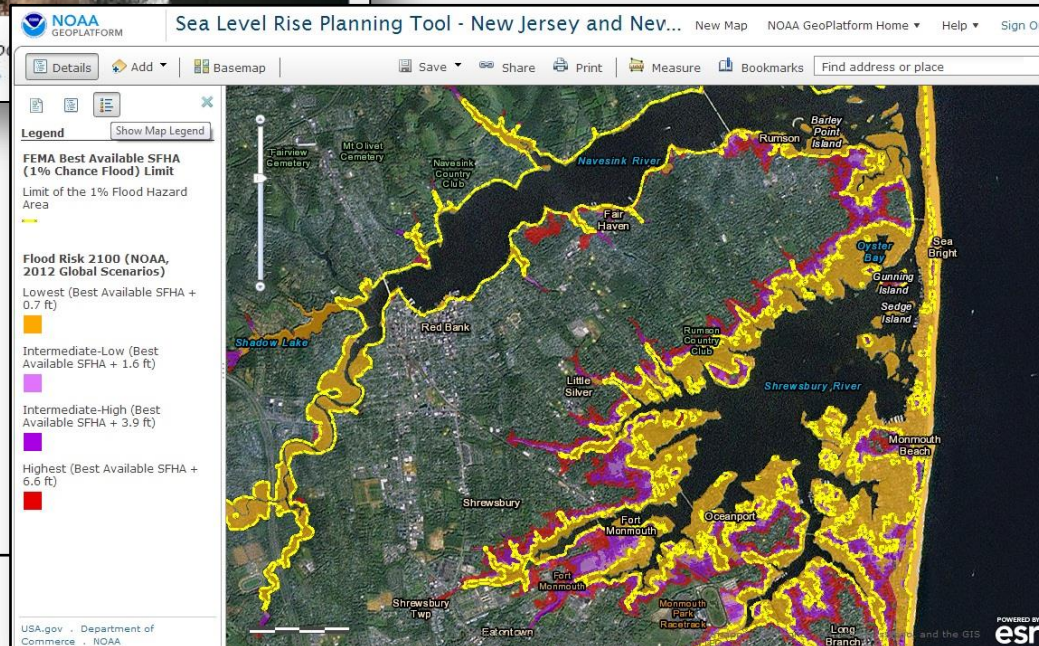 NOAA
GEOPLATFORM
Sea Level Rise Planning Tool - New Jersey and Nev...
New Map
NOAA GeoPlatform Home
Help
Sign O
Details
Add
Basemap
Save
Share
Print
Measure
Bookmarks
Find address or place
Legend
Show Map Legend
FEMA Best Available SFHA
(1% Chance Flood) Limit
Limit of the 1% Flood Hazard
Area
Flood Risk 2100 (NOAA,
2012 Global Scenarios)
Lowest (Best Available SFHA +
0.7 ft)
Intermediate-Low (Best
Available SFHA + 1.6 ft)
Intermediate-High (Best
Available SFHA + 3.9 ft)
Highest (Best Available SFHA +
6.6 ft)
USA.gov . Department of
Commerce . NOAA
Fairview
Cemetery
Mt Olivet
Cemetery
Navesink
Country
Club
Navesink River
Rumson
Barley
Point
Island
Fair
Haven
Oyster
Bay
Sea
Bright
Gunning
Island
Sedge
Island
Red Bank
Shadow Lake
Rumson
Country
Club
Little
Silver
Shrewsbury River
Monmouth
Beach
Shrewsbury
Fort
Monmouth
Oceanport
Fort
Monmouth
Shrewsbury
Twp
Monmouth
Park
Racetrack
Eatontown
Long
Branch
and the GIS
POWERED BY
esr